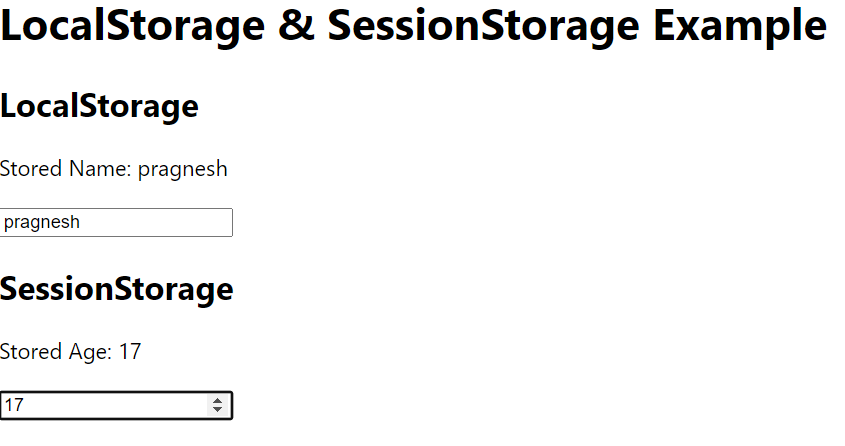 LocalStorage & SessionStorage Example
LocalStorage
Stored Name: pragnesh
pragnesh
SessionStorage
Stored Age: 17
17